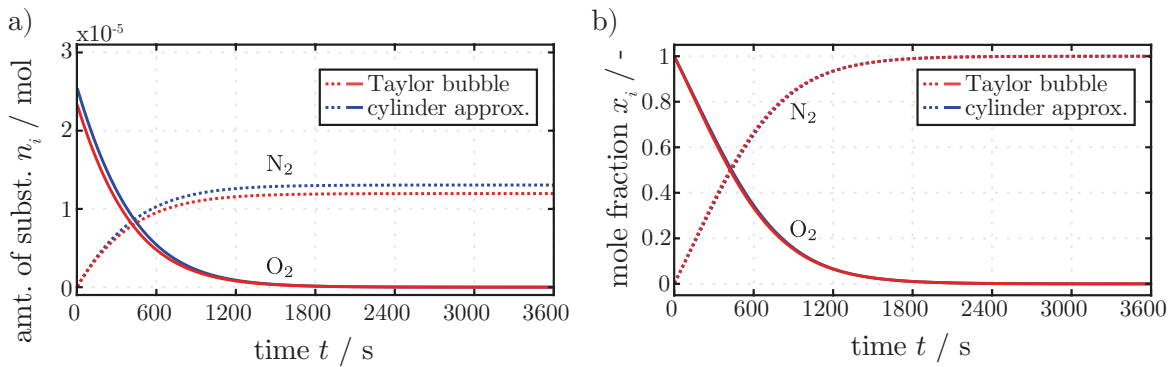 a)
x10-5
3
2
1
0
amt. of subst. ni / mol
Taylor bubble
cylinder approx.
N2
O2
0 600 1200 1800 2400 3000 3600
time t / s
b)
1
0.8
0.6
0.4
0.2
0
mole fraction xi / -
Taylor bubble
cylinder approx.
N2
O2
0 600 1200 1800 2400 3000 3600
time t / s